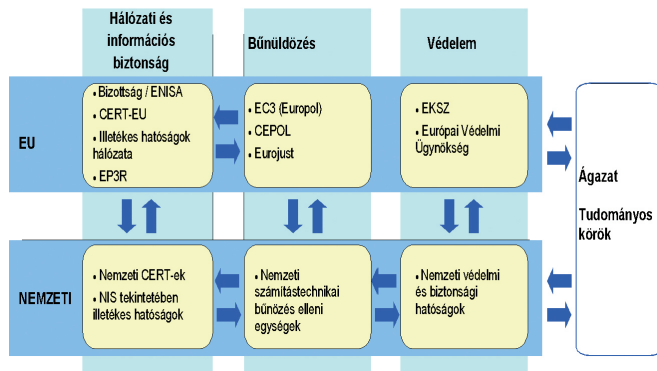 Hálózati és
információs
biztonság
Bűnüldözés
Védelem
EU
• Bizottság / ENISA
• CERT-EU
• Illetékes hatóságok
hálózata
• EP3R
• EC3 (Europol)
• CEPOL
• Eurojust
• EKSZ
• Európai Védelmi
Ügynökség
Ágazat
Tudományos
körök
NEMZETI
• Nemzeti CERT-ek
• NIS tekintetében
illetékes hatóságok
• Nemzeti
számítástechnikai
bűnözés elleni
egységek
• Nemzeti védelmi
és biztonsági
hatóságok